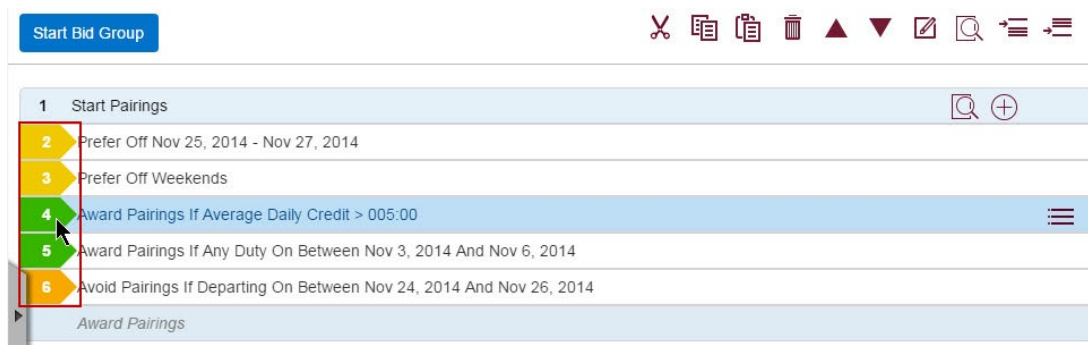 Start Bid Group
1 Start Pairings
2 Prefer Off Nov 25, 2014 - Nov 27, 2014
3 Prefer Off Weekends
4 Award Pairings If Average Daily Credit > 005:00
5 Award Pairings If Any Duty On Between Nov 3, 2014 And Nov 6, 2014
6 Avoid Pairings If Departing On Between Nov 24, 2014 And Nov 26, 2014
Award Pairings